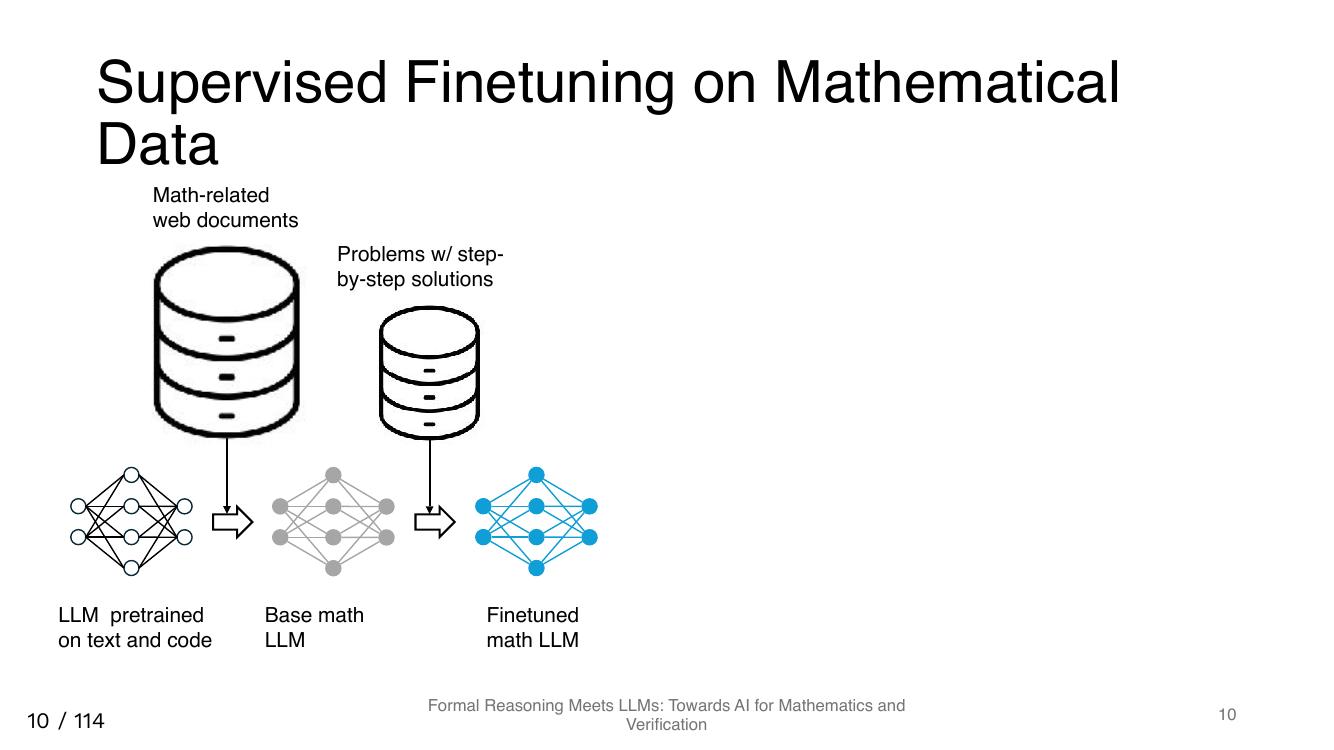 Supervised Finetuning on Mathematical
Data
Math-related
web documents
Problems w/ step-
by-step solutions
LLM  pretrained
on text and code
Base math
LLM
Finetuned
math LLM
10 / 114
Formal Reasoning Meets LLMs: Towards AI for Mathematics and
Verification
10